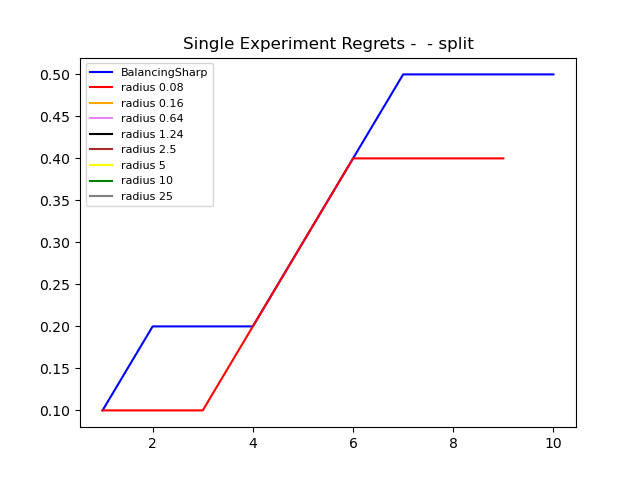 Single Experiment Regrets -  - split
0.50
0.45
0.40
0.35
0.30
0.25
0.20
0.15
0.10
BalancingSharp
radius 0.08
radius 0.16
radius 0.64
radius 1.24
radius 2.5
radius 5
radius 10
radius 25
2 4 6 8 10